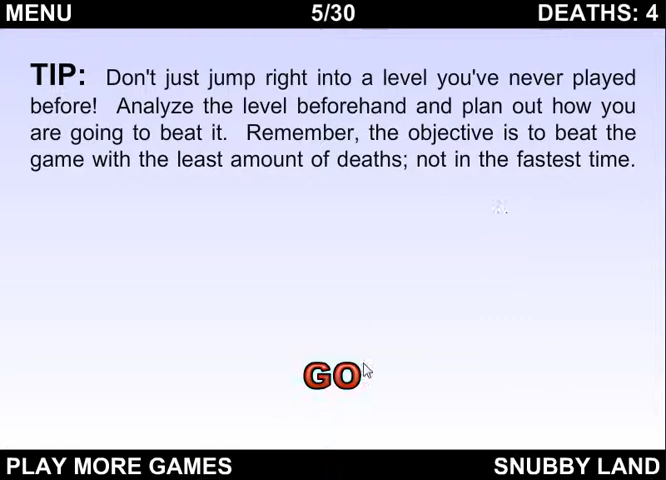 MENU 5/30 DEATHS: 4
TIP: Don't just jump right into a level you've never played
before! Analyze the level beforehand and plan out how you
are going to beat it. Remember, the objective is to beat the
game with the least amount of deaths; not in the fastest time.
GO
PLAY MORE GAMES SNUBBY LAND